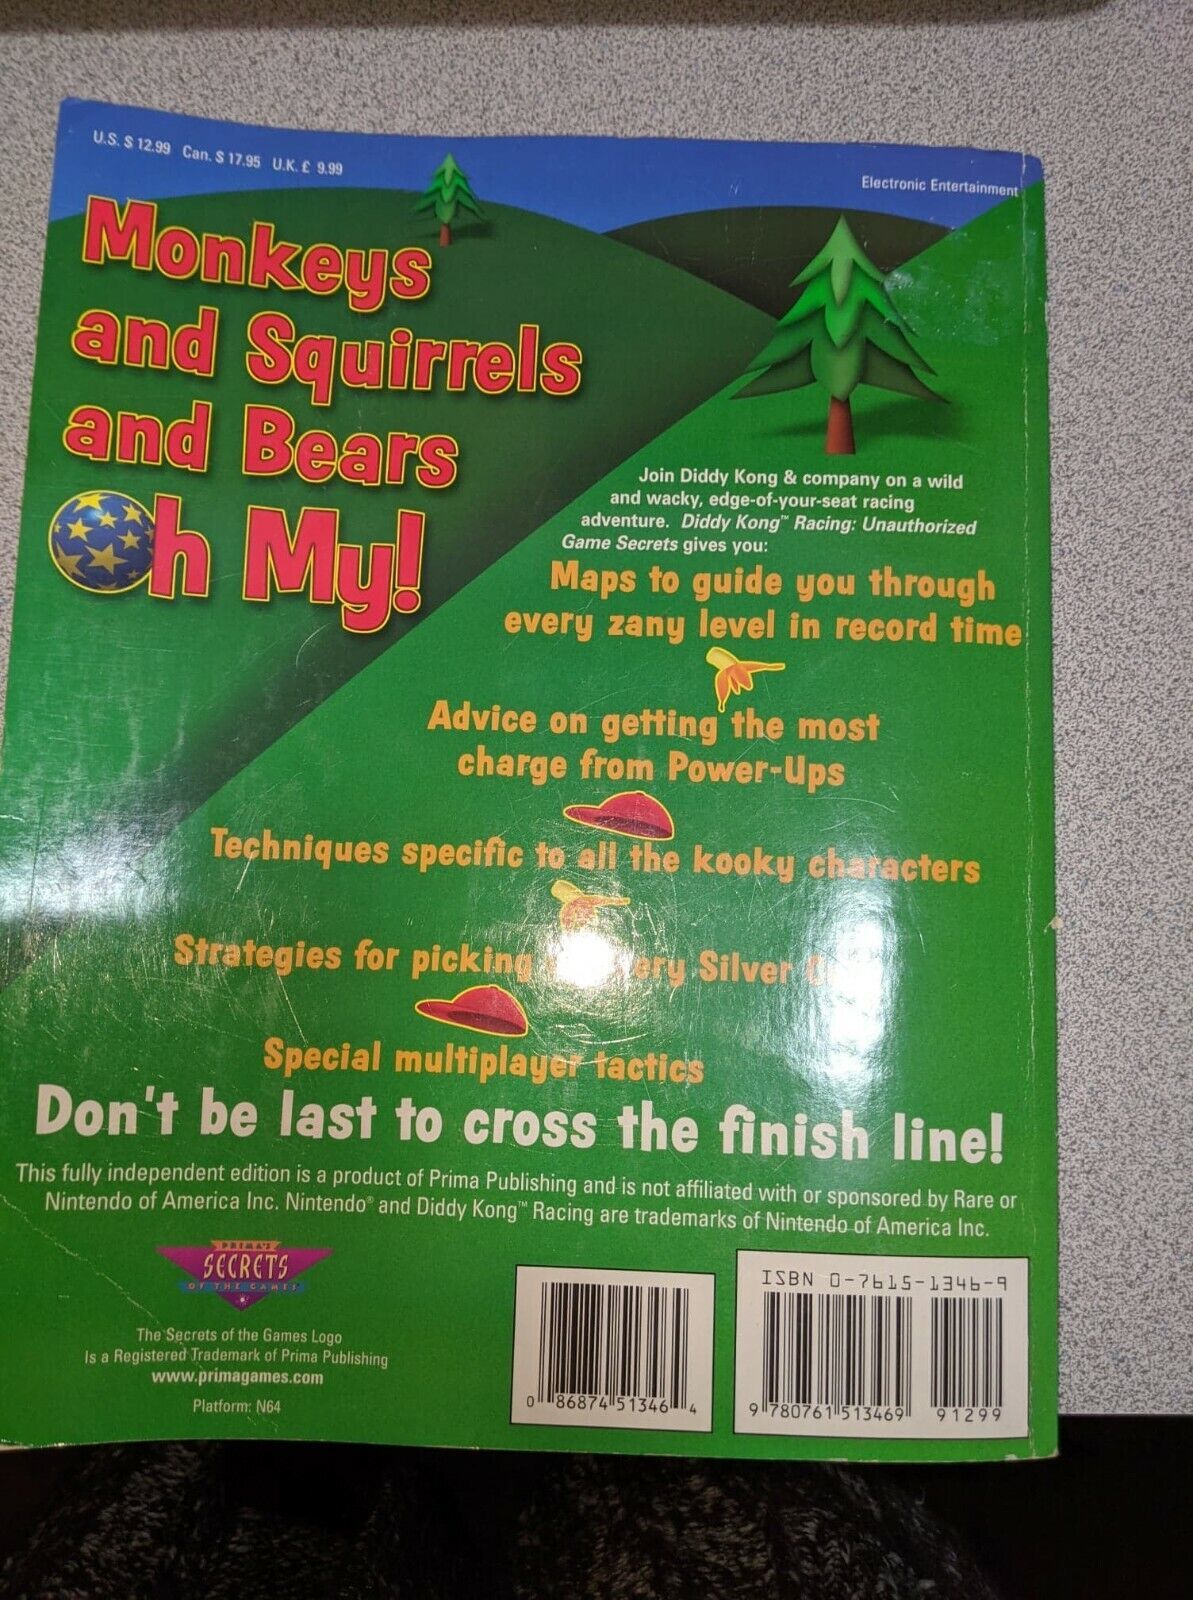 U.S. $ 12.99 Can. $ 17.95 U.K. £ 9.99
Electronic Entertainment
Monkeys
and Squirrels
and Bears
Oh My!
Join Diddy Kong & company on a wild
and wacky, edge-of-your-seat racing
adventure. Diddy Kong™ Racing: Unauthorized
Game Secrets gives you:
Maps to guide you through
every zany level in record time
Advice on getting the most
charge from Power-Ups
Techniques specific to all the kooky characters
Strategies for picking Silver
Special multiplayer tactics
Don't be last to cross the finish line!
This fully independent edition is a product of Prima Publishing and is not affiliated with or sponsored by Rare or
Nintendo of America Inc. Nintendo® and Diddy Kong™ Racing are trademarks of Nintendo of America Inc.
PRIMA'S
SECRETS
OF THE GAMES
The Secrets of the Games Logo
Is a Registered Trademark of Prima Publishing
www.primagames.com
Platform: N64
0 86874 51346 4
ISBN 0-7615-1346-9
9 780761 513469 91299